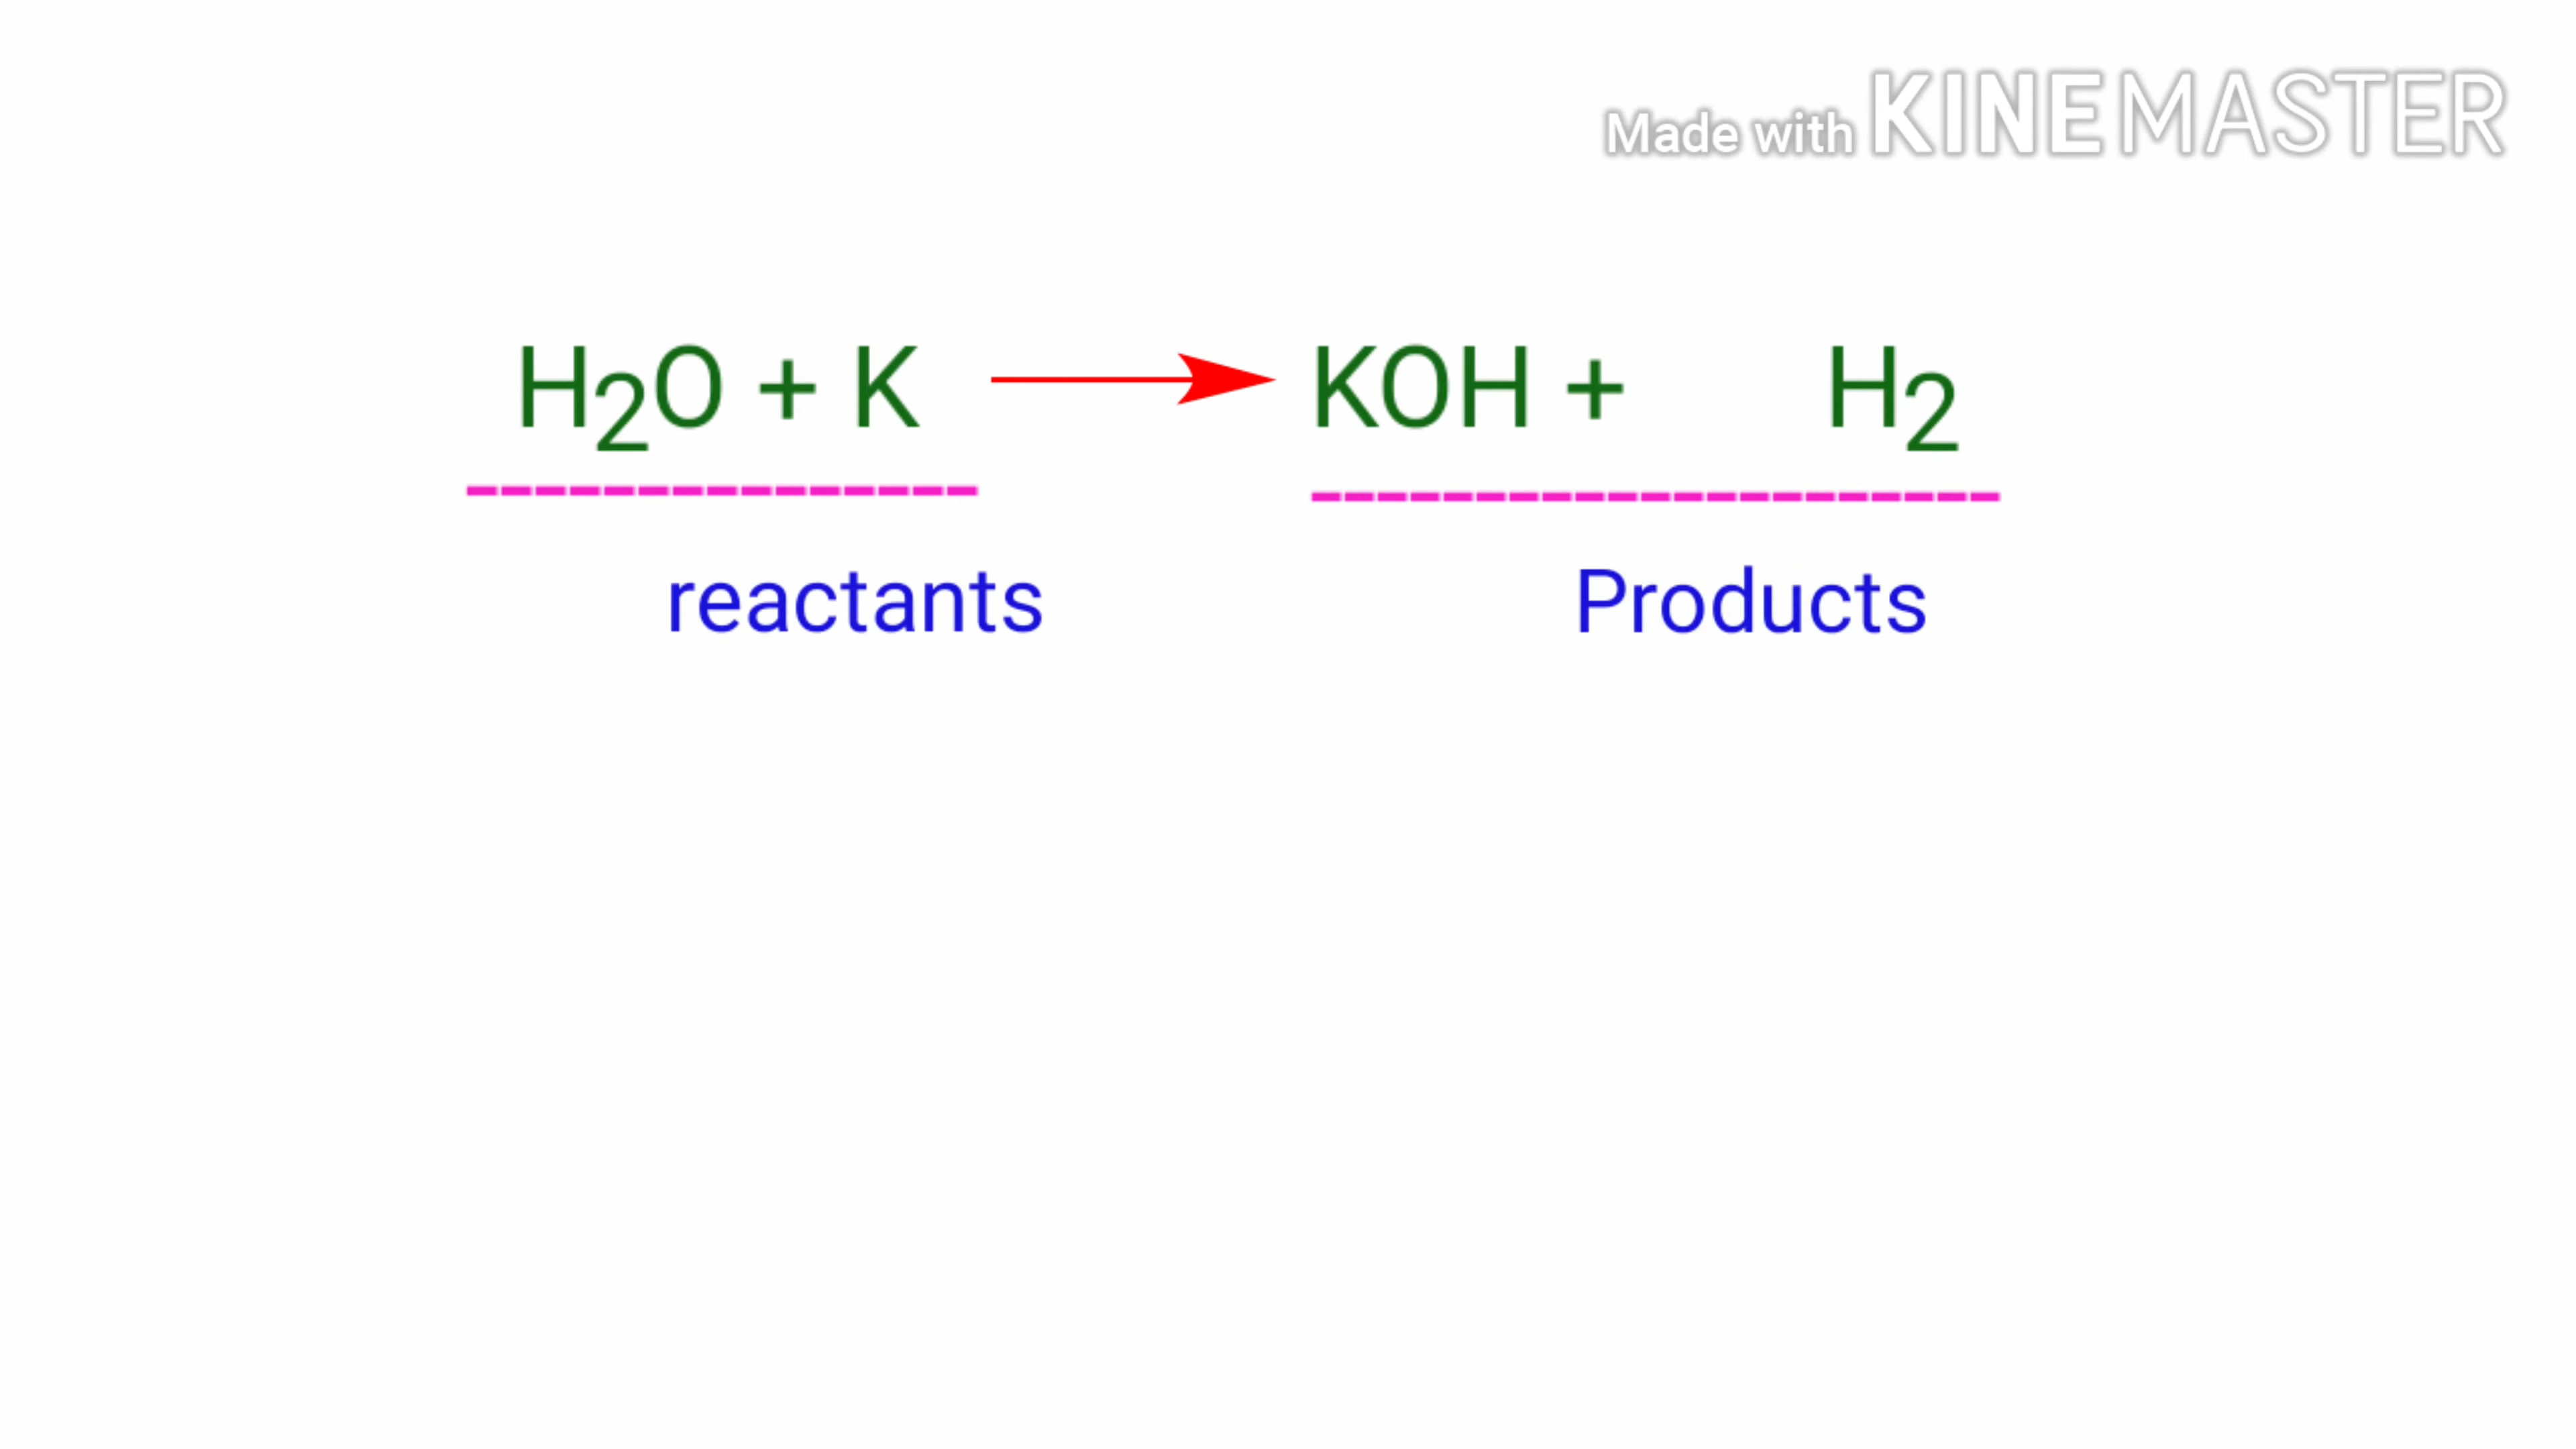 Made with KINEMASTER
H2O + K → KOH + H2
reactants Products